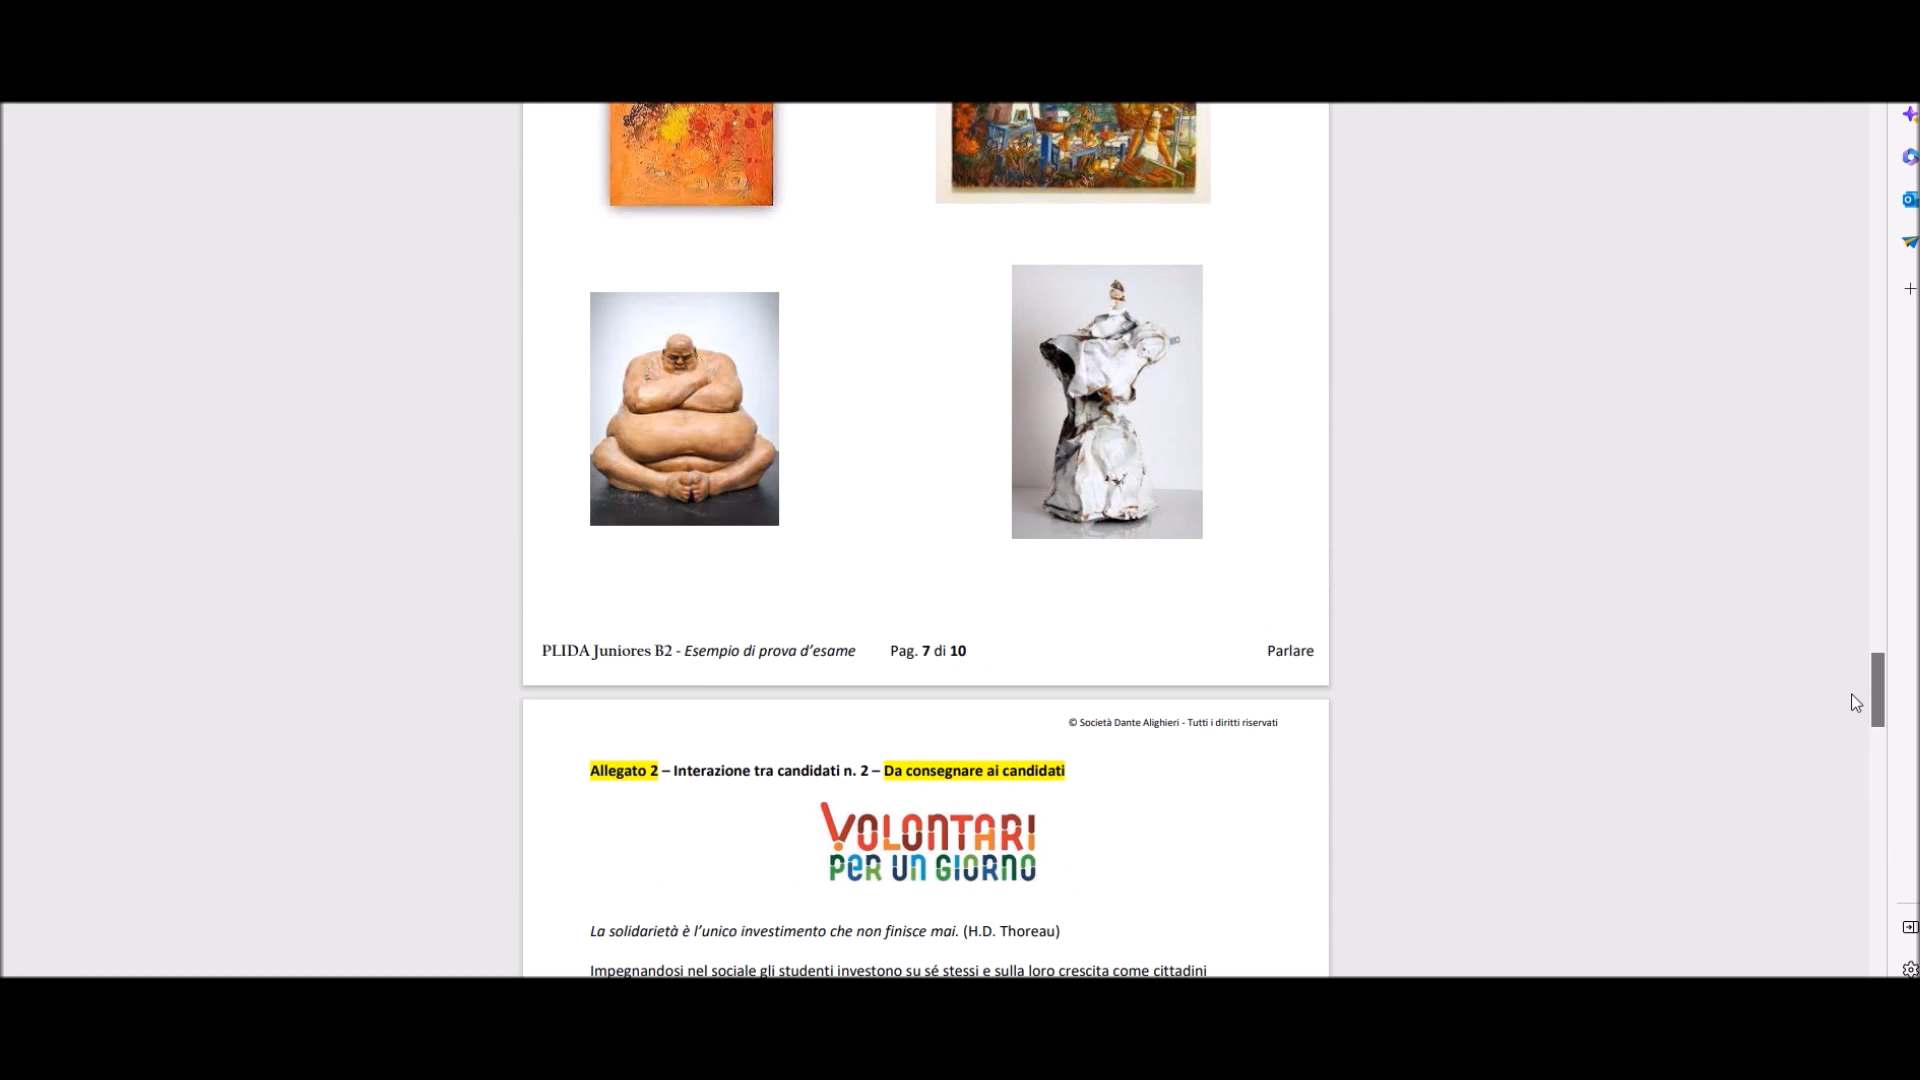 PLIDA Juniores B2 - Esempio di prova d'esame Pag. 7 di 10 Parlare
© Società Dante Alighieri - Tutti i diritti riservati
Allegato 2 – Interazione tra candidati n. 2 – Da consegnare ai candidati
VOLONTARI
PER UN GIORNO
La solidarietà è l'unico investimento che non finisce mai. (H.D. Thoreau)
Impegnandosi nel sociale gli studenti investono su sé stessi e sulla loro crescita come cittadini